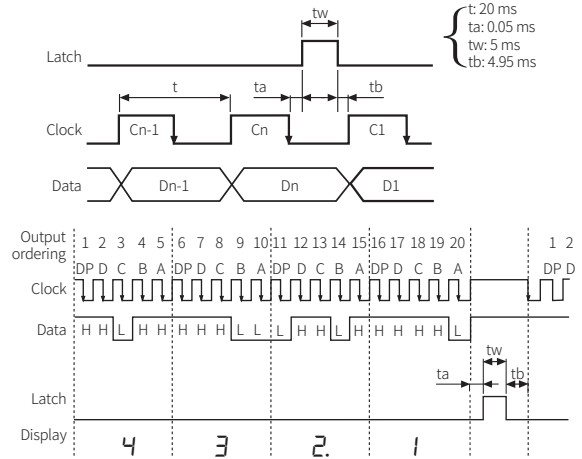 tw
t: 20 ms
ta: 0.05 ms
tw: 5 ms
tb: 4.95 ms
Latch
t
ta
tb
Clock
Cn-1
Cn
C1
Data
Dn-1
Dn
D1
Output ordering
1 2 3 4 5 6 7 8 9 10 11 12 13 14 15 16 17 18 19 20 1 2
DP D C B A DP D C B A DP D C B A DP D C B A DP D
Clock
Data
H H L H H H H H L L L H H L H H H H H L
tw
ta
tb
Latch
Display
4 3 2. 1